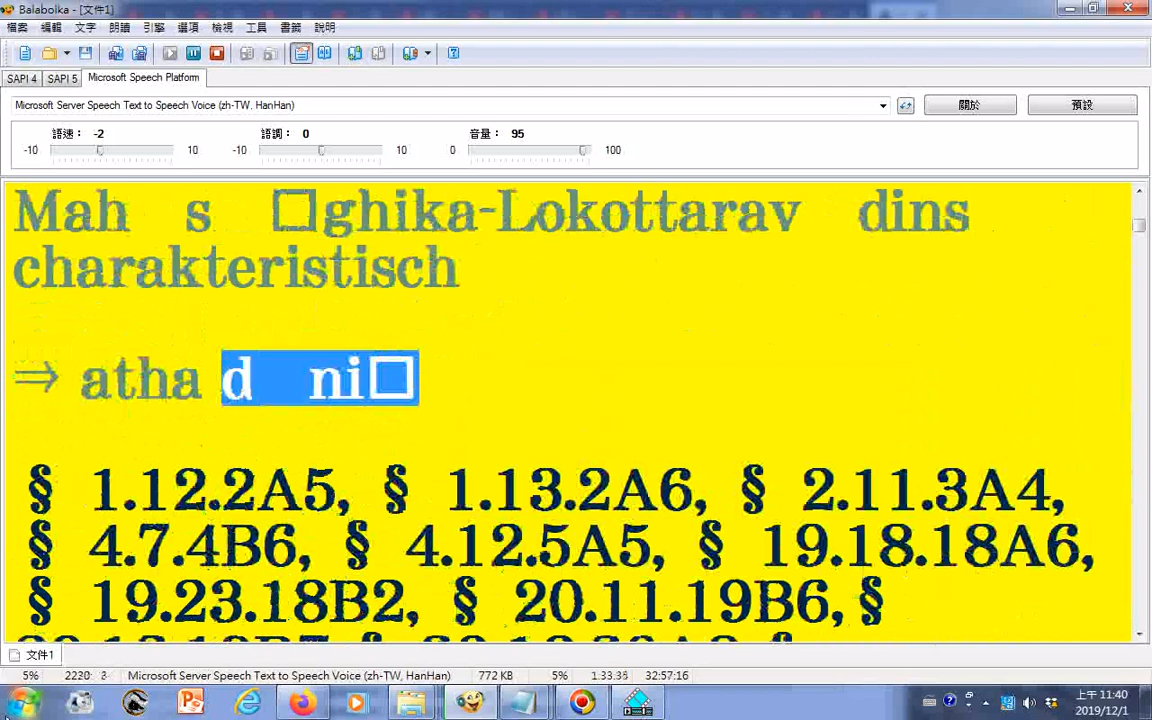 Balabolka - [文件1]
檔案 編輯 文字 朗讀 引擎 選項 檢視 工具 書籤 說明
SAPI 4 SAPI 5 Microsoft Speech Platform
Microsoft Server Speech Text to Speech Voice (zh-TW, HanHan) 關於 預設
語速： -2 語調： 0 音量： 95
-10 10 -10 10 0 100
Mah s □ghika-Lokottarav dins
charakteristisch
⇒ atha d ni□
§ 1.12.2A5, § 1.13.2A6, § 2.11.3A4,
§ 4.7.4B6, § 4.12.5A5, § 19.18.18A6,
§ 19.23.18B2, § 20.11.19B6, §
文件1
5% Microsoft Server Speech Text to Speech Voice (zh-TW, HanHan) 772 KB 5% 32:57:16
上午 11:40
2019/12/1